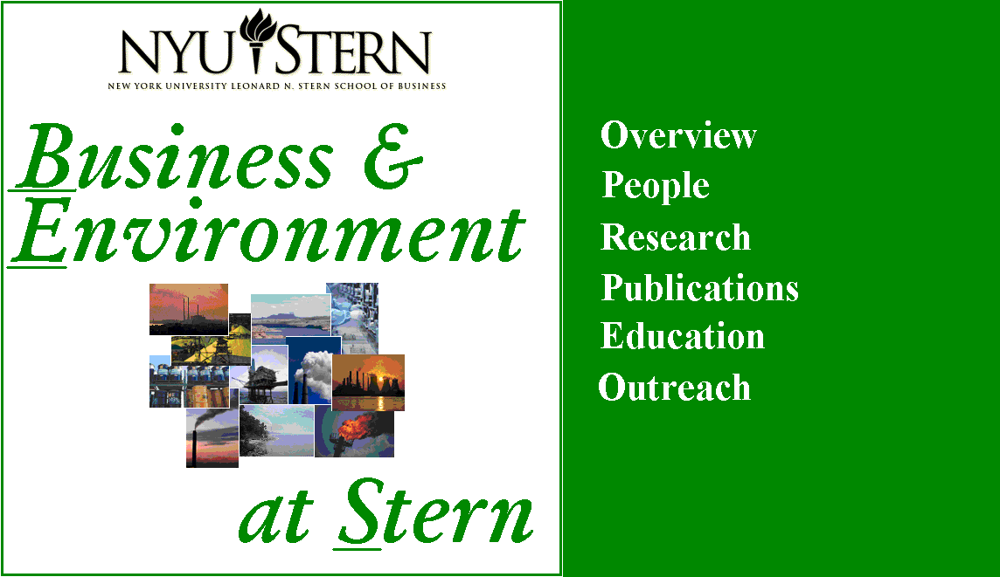 NYU STERN
NEW YORK UNIVERSITY LEONARD N. STERN SCHOOL OF BUSINESS
Business &
Environment
at Stern
Overview
People
Research
Publications
Education
Outreach